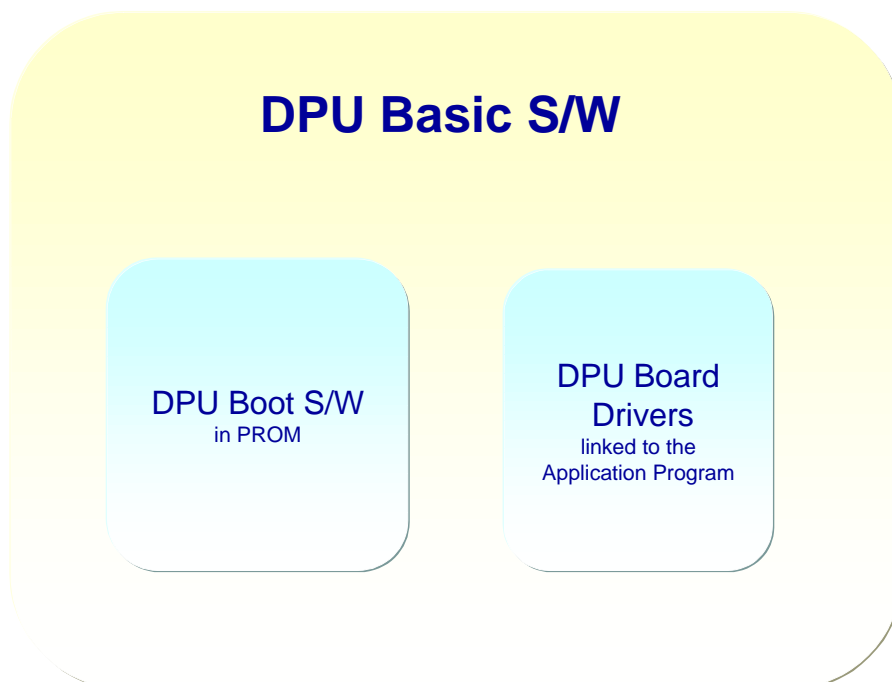 DPU Basic S/W
DPU Boot S/W
in PROM
DPU Board
Drivers
linked to the
Application Program